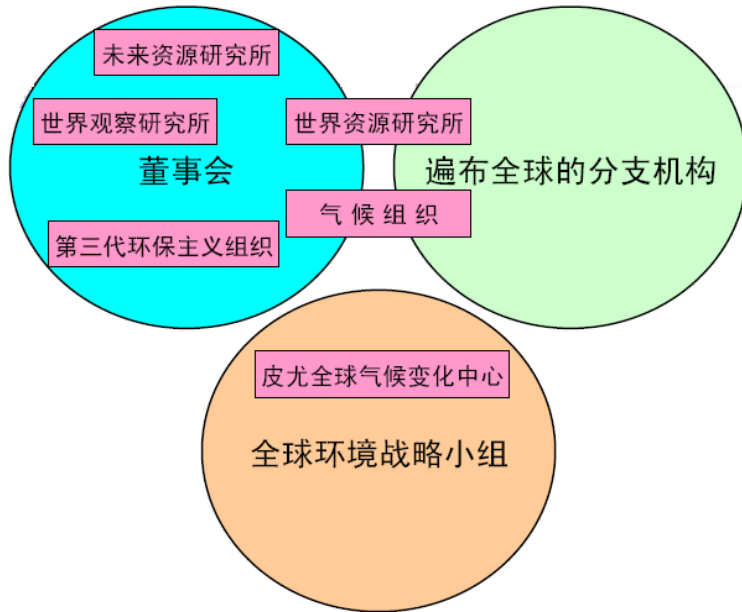 未来资源研究所
世界观察研究所
世界资源研究所
董事会
遍布全球的分支机构
气候组织
第三代环保主义组织
皮尤全球气候变化中心
全球环境战略小组